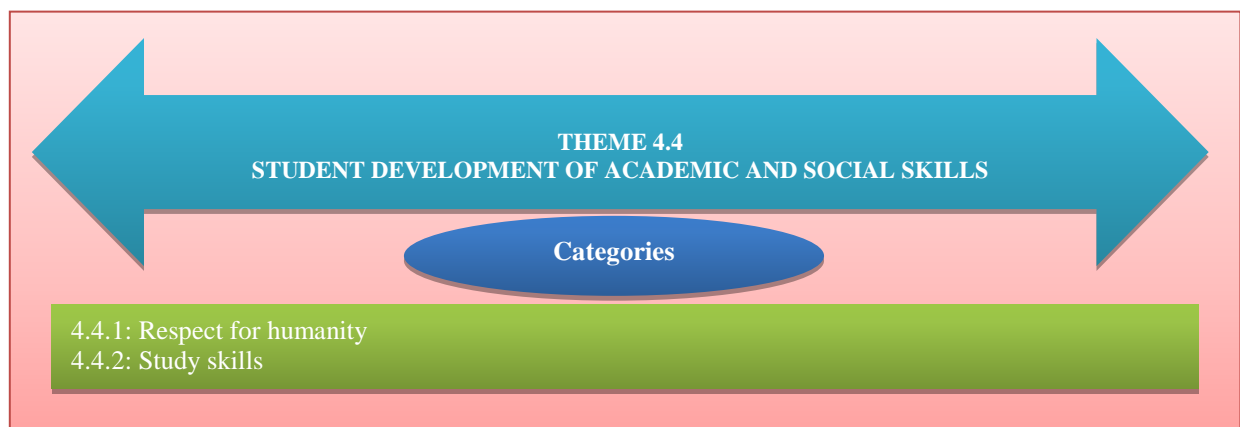 THEME 4.4
STUDENT DEVELOPMENT OF ACADEMIC AND SOCIAL SKILLS
Categories
4.4.1: Respect for humanity
4.4.2: Study skills